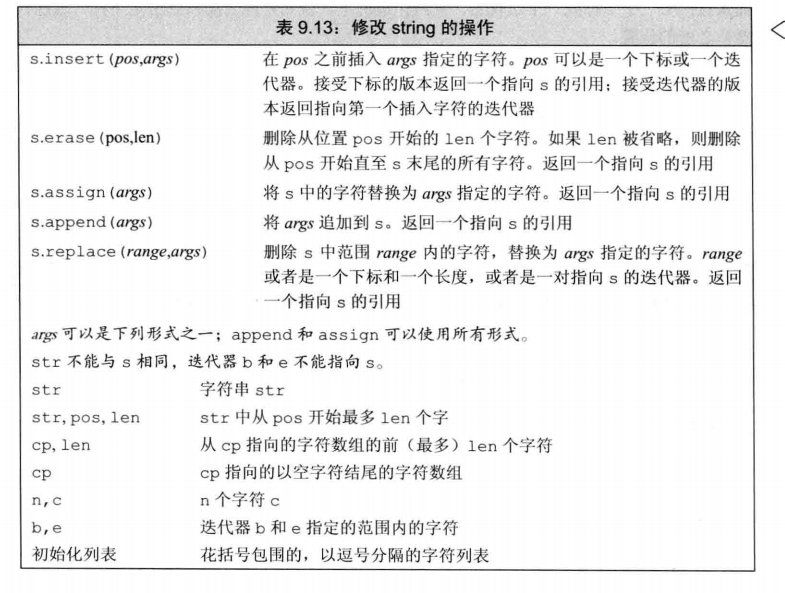 表 9.13：修改 string 的操作
s.insert(pos,args) 在 pos 之前插入 args 指定的字符。pos 可以是一个下标或一个迭
代器。接受下标的版本返回一个指向 s 的引用；接受迭代器的版
本返回指向第一个插入字符的迭代器
s.erase(pos,len) 删除从位置 pos 开始的 len 个字符。如果 len 被省略，则删除
从 pos 开始直至 s 末尾的所有字符。返回一个指向 s 的引用
s.assign(args) 将 s 中的字符替换为 args 指定的字符。返回一个指向 s 的引用
s.append(args) 将 args 追加到 s。返回一个指向 s 的引用
s.replace(range,args) 删除 s 中范围 range 内的字符，替换为 args 指定的字符。range
或者是一个下标和一个长度，或者是一对指向 s 的迭代器。返回
一个指向 s 的引用
args 可以是下列形式之一；append 和 assign 可以使用所有形式。
str 不能与 s 相同，迭代器 b 和 e 不能指向 s。
str 字符串 str
str,pos,len str 中从 pos 开始最多 len 个字
cp,len 从 cp 指向的字符数组的前（最多）len 个字符
cp cp 指向的以空字符结尾的字符数组
n,c n 个字符 c
b,e 迭代器 b 和 e 指定的范围内的字符
初始化列表 花括号包围的，以逗号分隔的字符列表